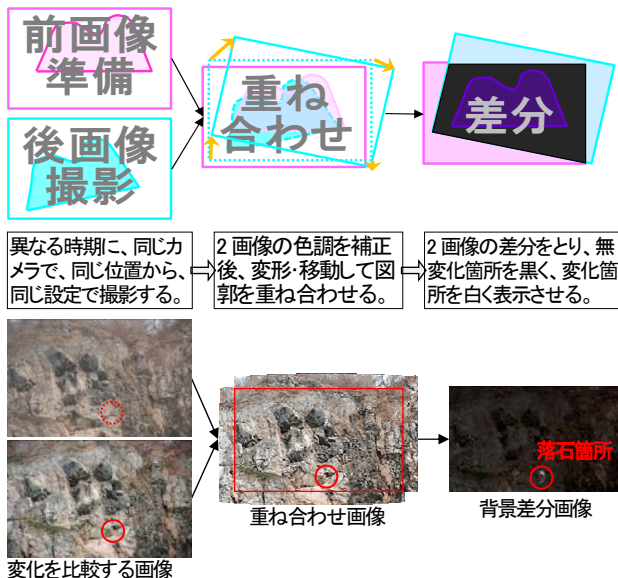 前画像
準備
後画像
撮影
重ね
合わせ
差分
異なる時期に、同じカ
メラで、同じ位置から、
同じ設定で撮影する。
2画像の色調を補正
後、変形・移動して図
郭を重ね合わせる。
2画像の差分をとり、無
変化箇所を黒く、変化箇
所を白く表示させる。
落石箇所
重ね合わせ画像
背景差分画像
変化を比較する画像